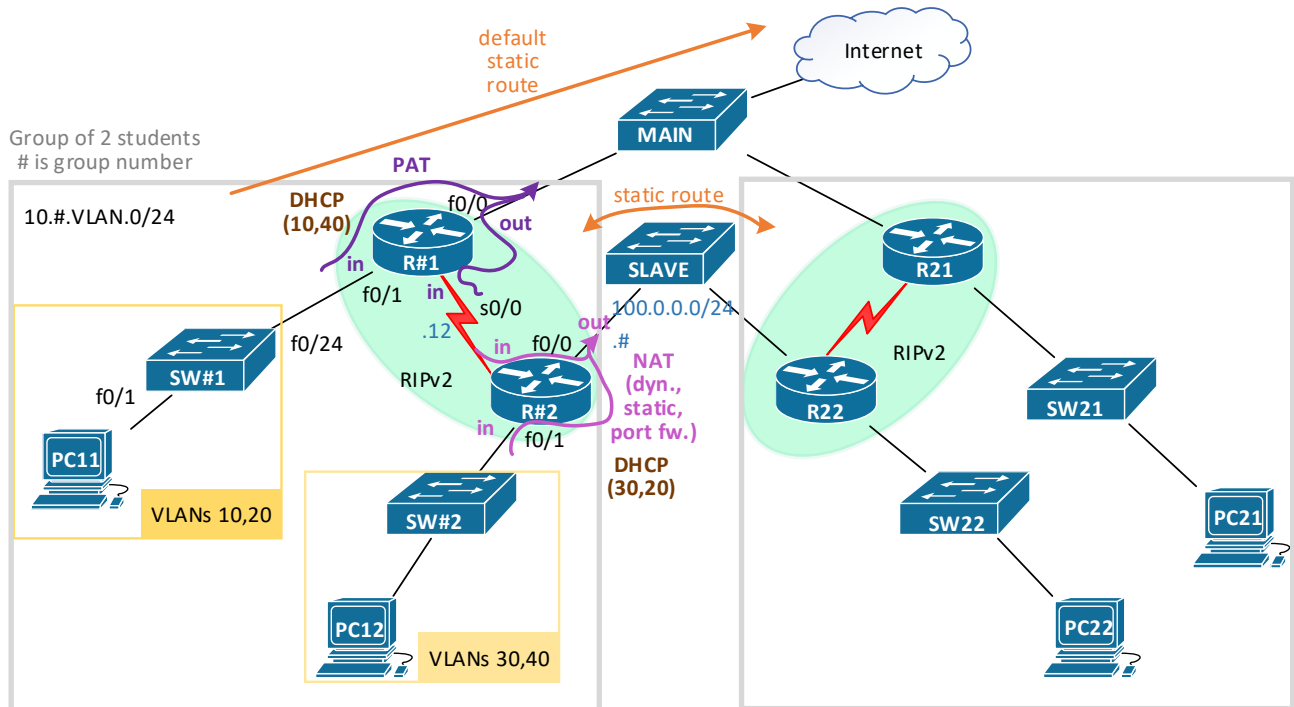 default
static
route
Internet
MAIN
Group of 2 students
# is group number
PAT
10.#.VLAN.0/24
DHCP
(10,40)
f0/0
out
in
R#1
f0/1
in
s0/0
static route
SLAVE
100.0.0.0/24
.#
R21
f0/24
.12
in
f0/0
out
SW#1
RIPv2
R#2
NAT
(dyn.,
static,
port fw.)
in
f0/1
DHCP
(30,20)
RIPv2
R22
SW21
f0/1
PC11
VLANs 10,20
SW#2
SW22
PC21
PC12
VLANs 30,40
PC22